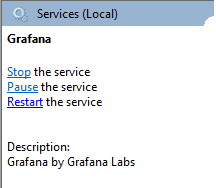 Services (Local)
Grafana
Stop the service
Pause the service
Restart the service
Description:
Grafana by Grafana Labs